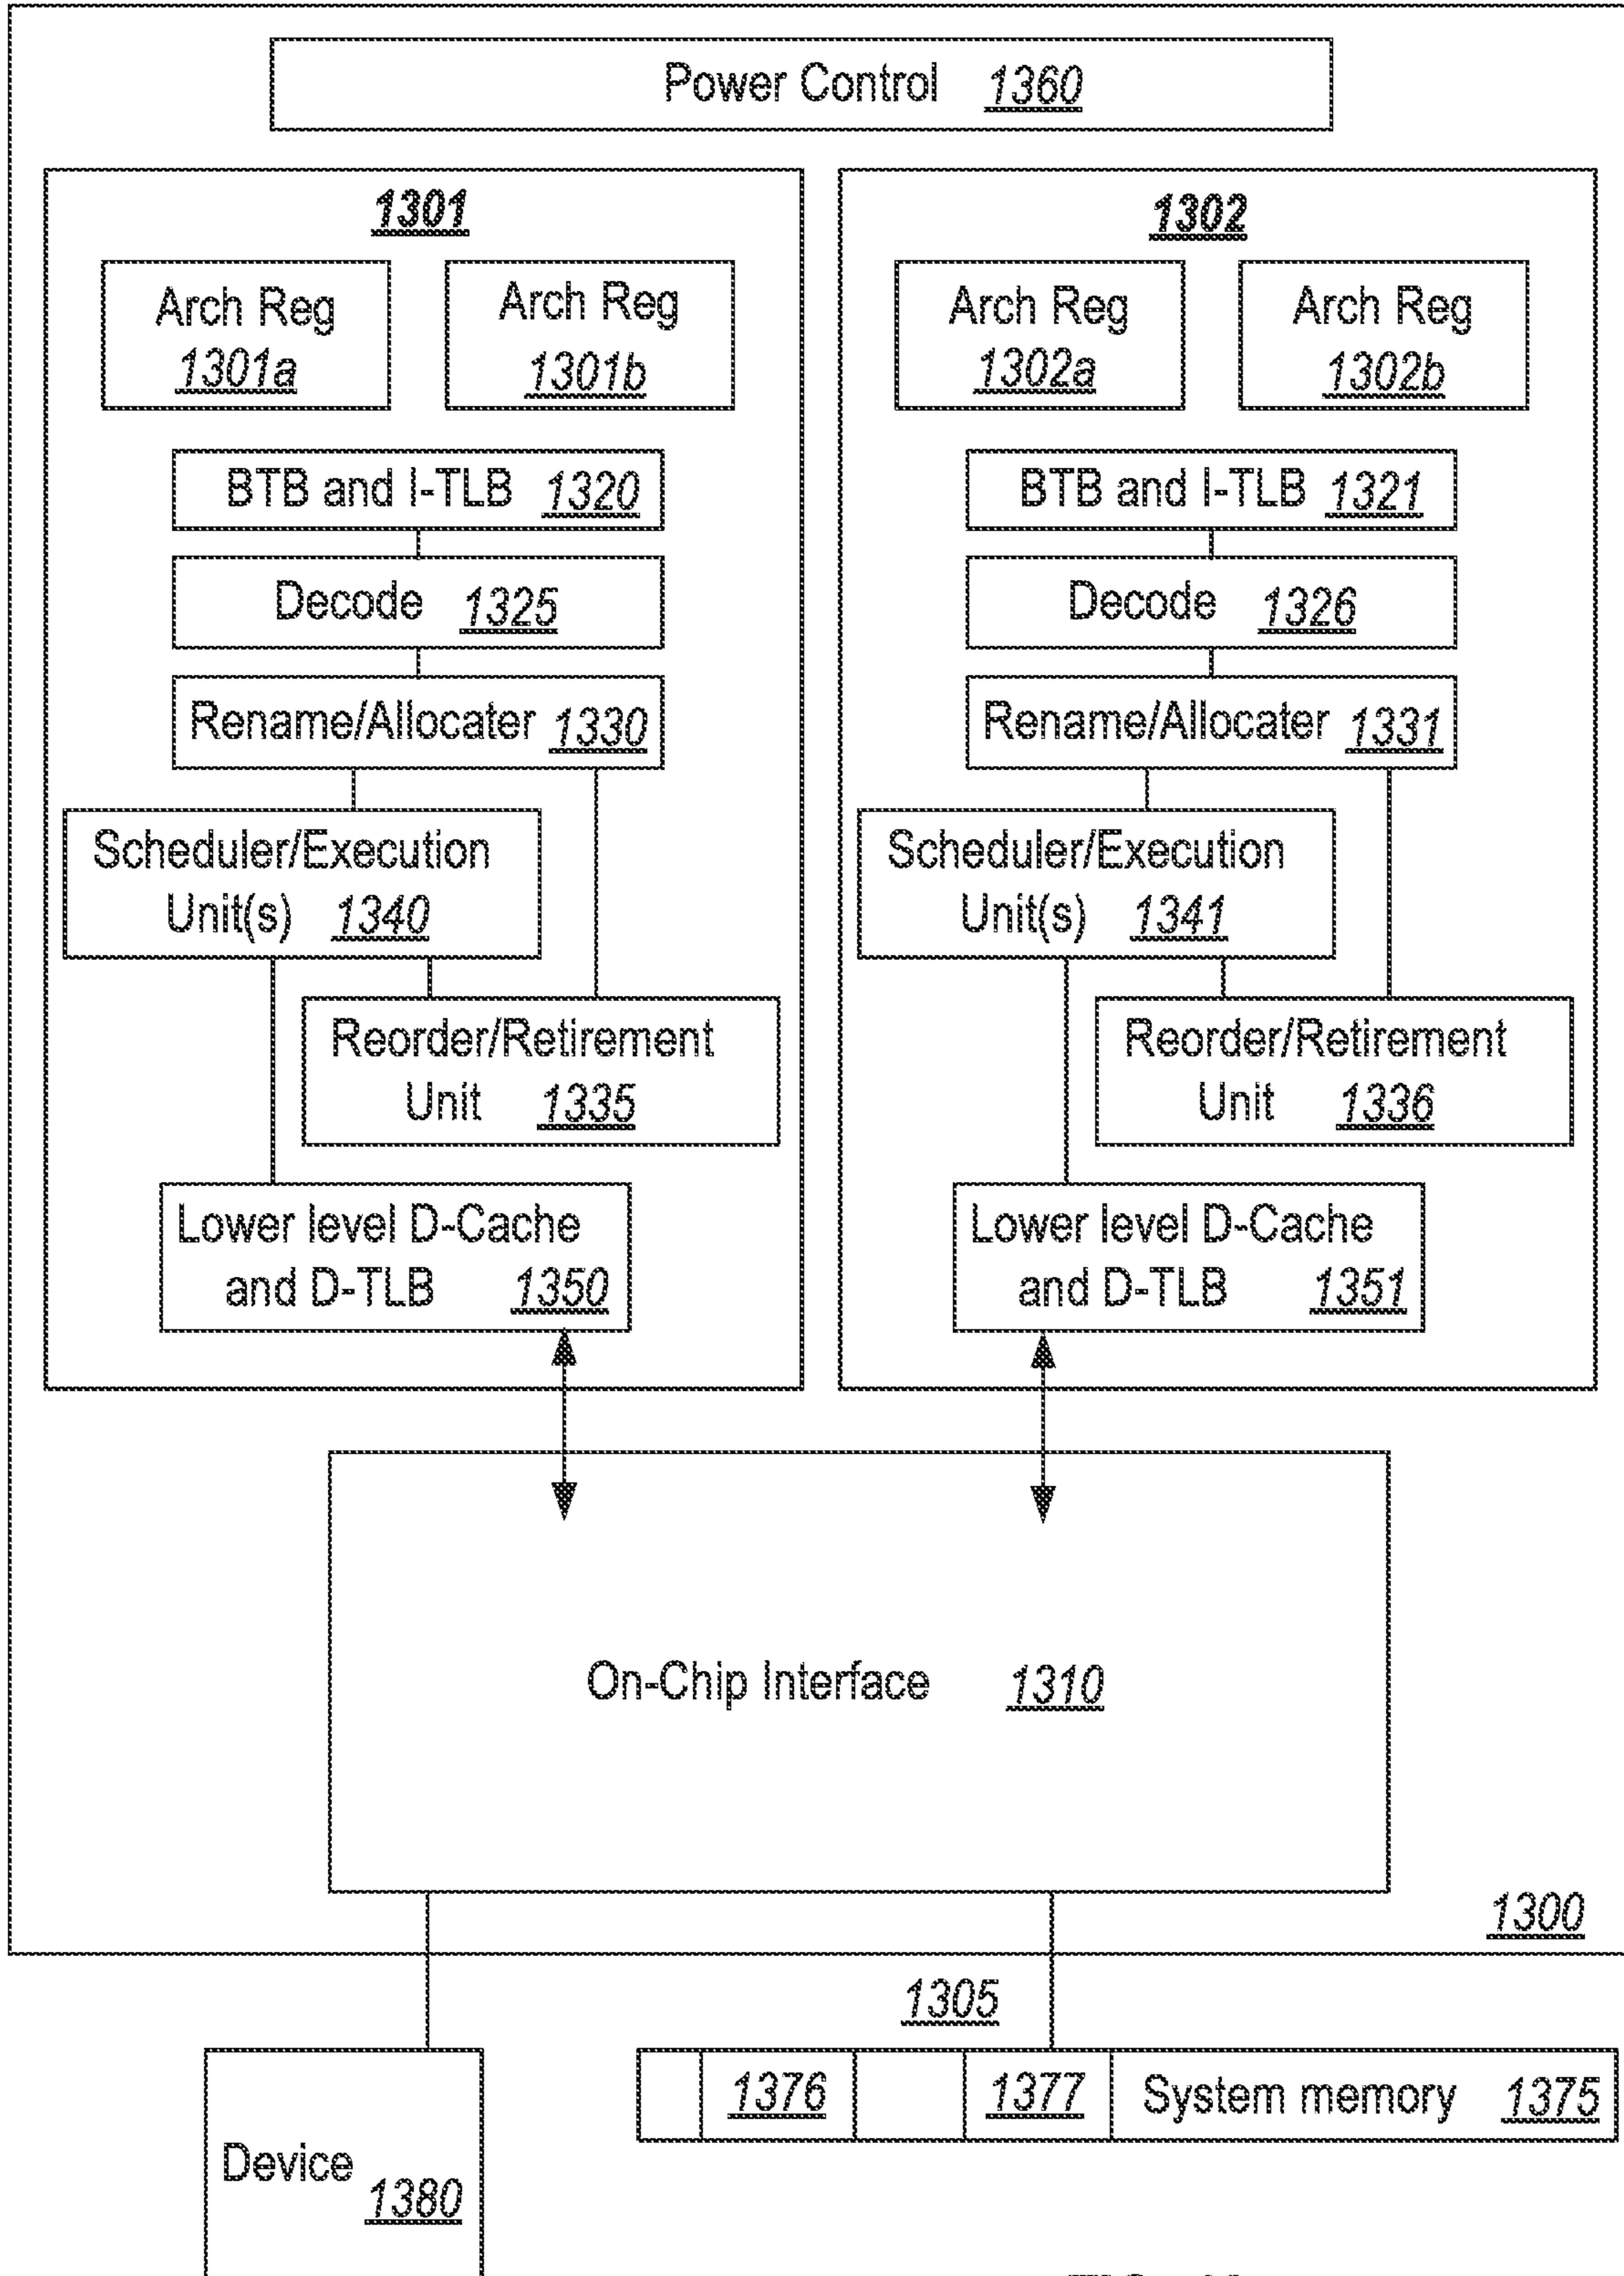 Power Control 1360
1301
Arch Reg
1301a
Arch Reg
1301b
BTB and I-TLB 1320
Decode 1325
Rename/Allocater 1330
Scheduler/Execution
Unit(s) 1340
Reorder/Retirement
Unit 1335
Lower level D-Cache
and D-TLB 1350
1302
Arch Reg
1302a
Arch Reg
1302b
BTB and I-TLB 1321
Decode 1326
Rename/Allocater 1331
Scheduler/Execution
Unit(s) 1341
Reorder/Retirement
Unit 1336
Lower level D-Cache
and D-TLB 1351
On-Chip Interface 1310
1300
1305
1376
1377
System memory 1375
Device 1380